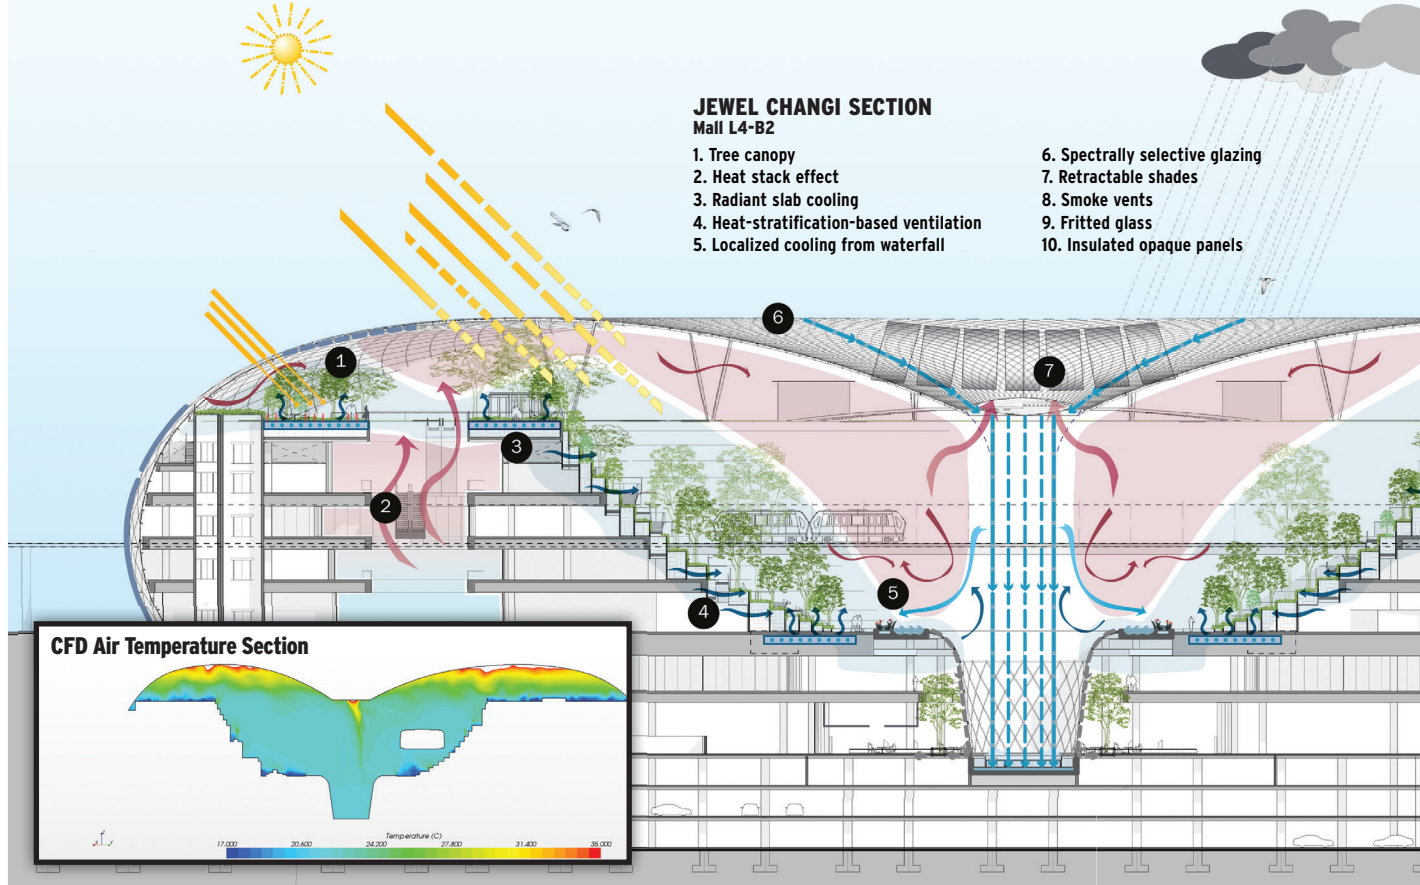 JEWEL CHANGI SECTION
Mall L4-B2
1. Tree canopy
2. Heat stack effect
3. Radiant slab cooling
4. Heat-stratification-based ventilation
5. Localized cooling from waterfall
6. Spectrally selective glazing
7. Retractable shades
8. Smoke vents
9. Fritted glass
10. Insulated opaque panels
6
1
7
3
2
5
4
CFD Air Temperature Section
Temperature (C)
17.000 20.600 24.200 27.800 31.400 35.000